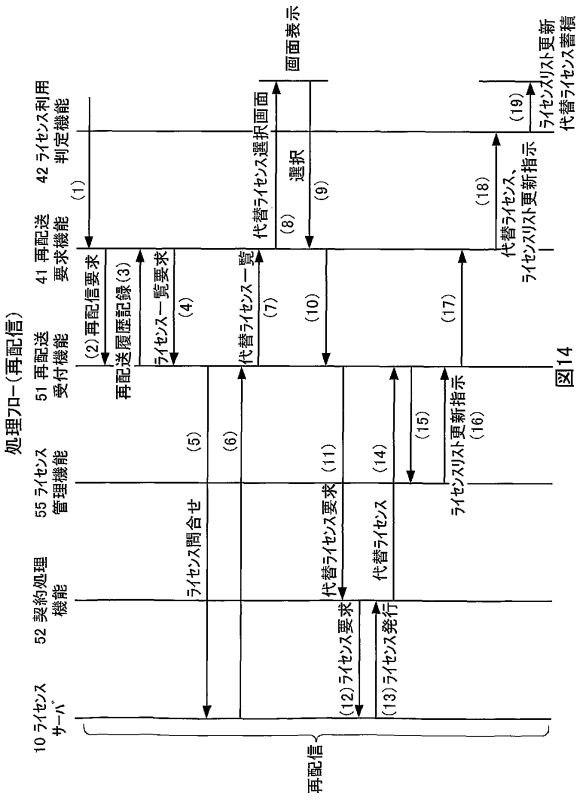 処理フロー(再配信)
10 ライセンス
サーバ
52 契約処理
機能
55 ライセンス
管理機能
51 再配送
受付機能
41 再配送
要求機能
42 ライセンス利用
判定機能
(1)
(2)再配信要求
再配送履歴記録(3)
ライセンス一覧要求
(4)
ライセンス問合せ
(5)
(6)
代替ライセンス一覧
(7)
代替ライセンス選択画面
(8)
画面表示
選択
(9)
(10)
代替ライセンス要求
(11)
(12)ライセンス要求
(13)ライセンス発行
代替ライセンス
(14)
(15)
ライセンスリスト更新指示
(16)
(17)
(18)
代替ライセンス、
ライセンスリスト更新指示
(19)
ライセンスリスト更新
代替ライセンス蓄積
再配信
図14